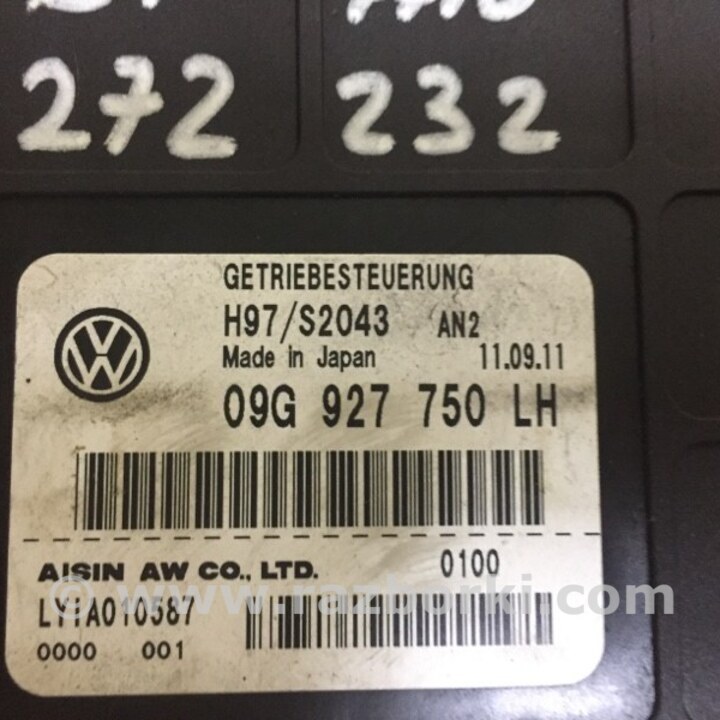 272 232
GETRIEBESTEUERUNG
H97/S2043 AN2
Made in Japan 11.09.11
09G 927 750 LH
AISIN AW CO., LTD. 0100
© www.razborki.com
0000 001